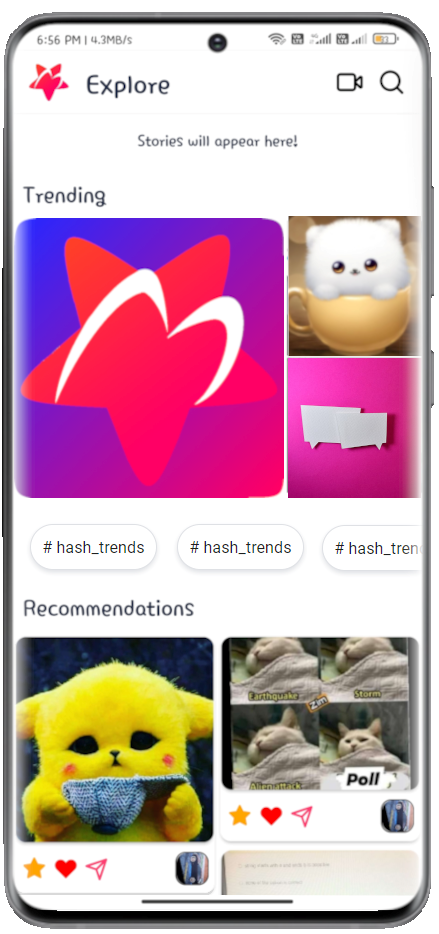 6:56 PM | 4.3MB/s
Explore
Stories will appear here!
Trending
# hash_trends
# hash_trends
# hash_tren
Recommendations
Earthquake
Storm
Zim
Alien attack
Poll